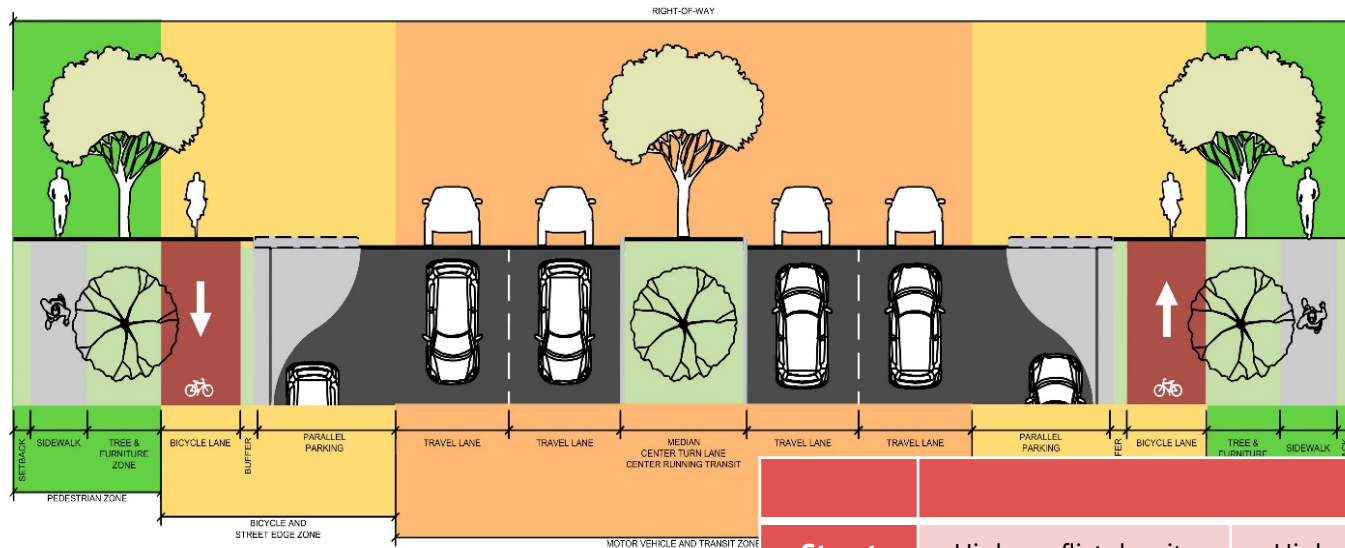 RIGHT-OF-WAY
SETBACK
SIDEWALK
TREE &
FURNITURE
ZONE
BICYCLE LANE
BUFFER
PARALLEL
PARKING
TRAVEL LANE
TRAVEL LANE
MEDIAN
CENTER TURN LANE
CENTER RUNNING TRANSIT
TRAVEL LANE
TRAVEL LANE
PARALLEL
PARKING
BICYCLE LANE
TREE &
SIDEWALK
PEDESTRIAN ZONE
BICYCLE AND
STREET EDGE ZONE
MOTOR VEHICLE AND TRANSIT ZONE